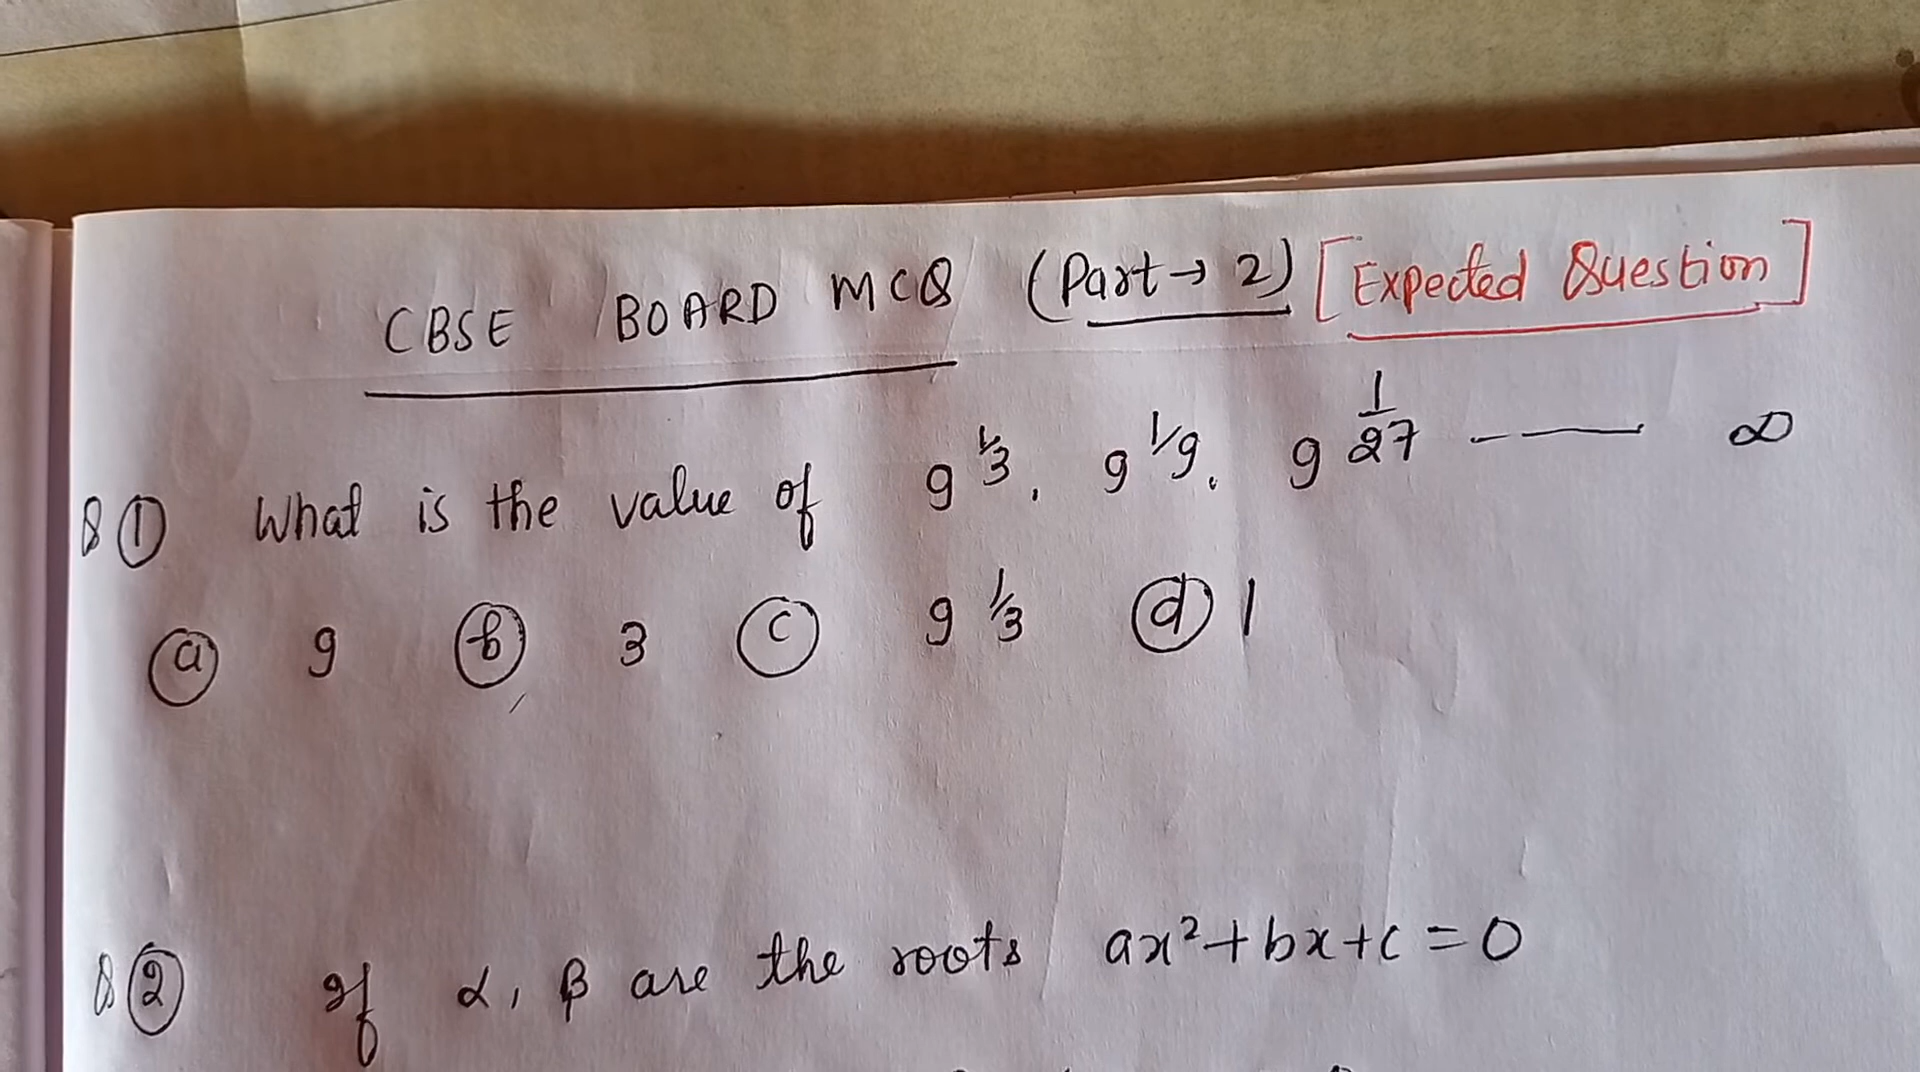 CBSE BOARD MCQ (Part → 2) [Expected Question]
Q① What is the value of 9^1/3, 9^1/9, 9^1/27 ——— ∞
ⓐ 9 ⓑ 3 ⓒ 9^1/3 ⓓ 1
Q② If α, β are the roots ax²+bx+c=0